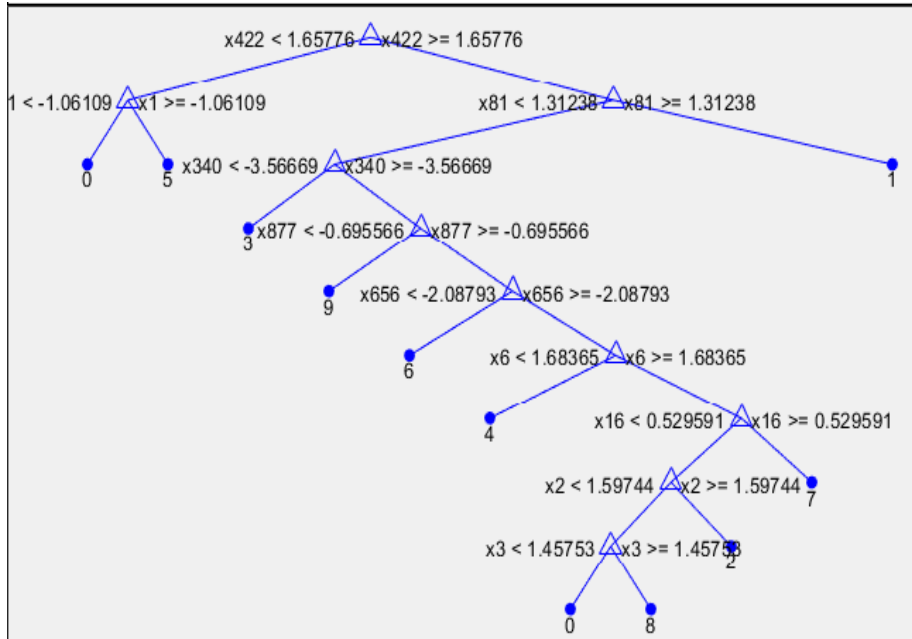 x422 < 1.65776 x422 >= 1.65776
1 < -1.06109 x1 >= -1.06109 x81 < 1.31238 x81 >= 1.31238
0 5 x340 < -3.56669 x340 >= -3.56669 1
3 x877 < -0.695566 x877 >= -0.695566
9 x656 < -2.08793 x656 >= -2.08793
6 x6 < 1.68365 x6 >= 1.68365
4 x16 < 0.529591 x16 >= 0.529591
x2 < 1.59744 x2 >= 1.59744 7
x3 < 1.45753 x3 >= 1.45753 2
0 8